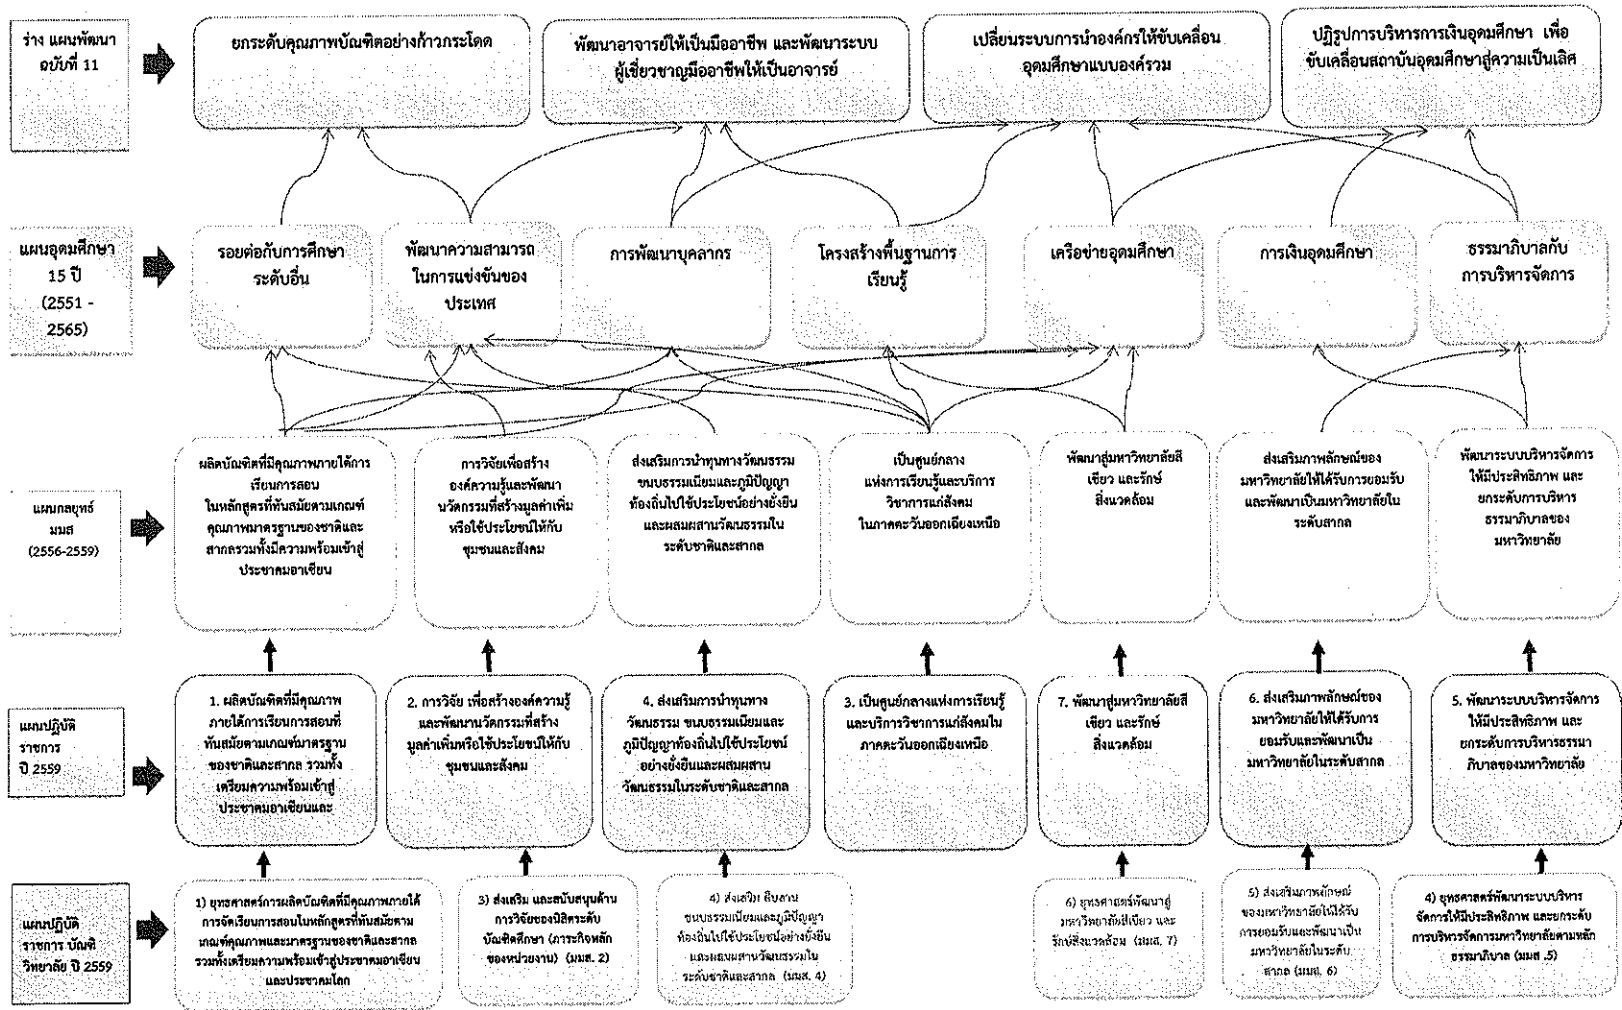 ร่าง แผนพัฒนา
ฉบับที่ 11
ยกระดับคุณภาพบัณฑิตอย่างก้าวกระโดด
พัฒนาอาจารย์ให้เป็นมืออาชีพ และพัฒนาระบบ
ผู้เชี่ยวชาญมืออาชีพให้เป็นอาจารย์
เปลี่ยนระบบการนำองค์กรให้ขับเคลื่อน
อุดมศึกษาแบบองค์รวม
ปฏิรูปการบริหารการเงินอุดมศึกษา เพื่อ
ขับเคลื่อนสถาบันอุดมศึกษาสู่ความเป็นเลิศ
แผนอุดมศึกษา
15 ปี
(2551 -
2565)
รอยต่อกับการศึกษา
ระดับอื่น
พัฒนาความสามารถ
ในการแข่งขันของ
ประเทศ
การพัฒนาบุคลากร
โครงสร้างพื้นฐานการ
เรียนรู้
เครือข่ายอุดมศึกษา
การเงินอุดมศึกษา
ธรรมาภิบาลกับ
การบริหารจัดการ
แผนกลยุทธ์
มมส
(2556-2559)
ผลิตบัณฑิตที่มีคุณภาพภายใต้การ
เรียนการสอน
ในหลักสูตรที่ทันสมัยตามเกณฑ์
คุณภาพมาตรฐานของชาติและ
สากลรวมทั้งมีความพร้อมเข้าสู่
ประชาคมอาเซียน
การวิจัยเพื่อสร้าง
องค์ความรู้และพัฒนา
นวัตกรรมที่สร้างมูลค่าเพิ่ม
หรือใช้ประโยชน์ให้กับ
ชุมชนและสังคม
ส่งเสริมการนำทุนทางวัฒนธรรม
ขนบธรรมเนียมและภูมิปัญญา
ท้องถิ่นไปใช้ประโยชน์อย่างยั่งยืน
และผสมผสานวัฒนธรรมใน
ระดับชาติและสากล
เป็นศูนย์กลาง
แห่งการเรียนรู้และบริการ
วิชาการแก่สังคม
ในภาคตะวันออกเฉียงเหนือ
พัฒนาสู่มหาวิทยาลัยสี
เขียว และรักษ์
สิ่งแวดล้อม
ส่งเสริมภาพลักษณ์ของ
มหาวิทยาลัยให้ได้รับการยอมรับ
และพัฒนาเป็นมหาวิทยาลัยใน
ระดับสากล
พัฒนาระบบบริหารจัดการ
ให้มีประสิทธิภาพ และ
ยกระดับการบริหาร
ธรรมาภิบาลของ
มหาวิทยาลัย
แผนปฏิบัติ
ราชการ
ปี 2559
1. ผลิตบัณฑิตที่มีคุณภาพ
ภายใต้การเรียนการสอนที่
ทันสมัยตามเกณฑ์มาตรฐาน
ของชาติและสากล รวมทั้ง
เตรียมความพร้อมเข้าสู่
ประชาคมอาเซียนและ
2. การวิจัย เพื่อสร้างองค์ความรู้
และพัฒนานวัตกรรมที่สร้าง
มูลค่าเพิ่มหรือใช้ประโยชน์ให้กับ
ชุมชนและสังคม
4. ส่งเสริมการนำทุนทาง
วัฒนธรรม ขนบธรรมเนียมและ
ภูมิปัญญาท้องถิ่นไปใช้ประโยชน์
อย่างยั่งยืนและผสมผสาน
วัฒนธรรมในระดับชาติและสากล
3. เป็นศูนย์กลางแห่งการเรียนรู้
และบริการวิชาการแก่สังคมใน
ภาคตะวันออกเฉียงเหนือ
7. พัฒนาสู่มหาวิทยาลัยสี
เขียว และรักษ์
สิ่งแวดล้อม
6. ส่งเสริมภาพลักษณ์ของ
มหาวิทยาลัยให้ได้รับการ
ยอมรับและพัฒนาเป็น
มหาวิทยาลัยในระดับสากล
5. พัฒนาระบบบริหารจัดการ
ให้มีประสิทธิภาพ และ
ยกระดับการบริหารธรรมา
ภิบาลของมหาวิทยาลัย
แผนปฏิบัติ
ราชการ บัณฑิต
วิทยาลัย ปี 2559
1) ยุทธศาสตร์การผลิตบัณฑิตที่มีคุณภาพภายใต้
การจัดเรียนการสอนในหลักสูตรที่ทันสมัยตาม
เกณฑ์คุณภาพและมาตรฐานของชาติและสากล
รวมทั้งเตรียมความพร้อมเข้าสู่ประชาคมอาเซียน
และประชาคมโลก
3) ส่งเสริม และสนับสนุนด้าน
การวิจัยของนิสิตระดับ
บัณฑิตศึกษา (ภาระกิจหลัก
ของหน่วยงาน) (มมส. 2)
4) ส่งเสริม สืบสาน
ขนบธรรมเนียมและภูมิปัญญา
ท้องถิ่นไปใช้ประโยชน์อย่างยั่งยืน
และผสมผสานวัฒนธรรมใน
ระดับชาติและสากล (มมส. 4)
6) ยุทธศาสตร์พัฒนาสู่
มหาวิทยาลัยสีเขียว และ
รักษ์สิ่งแวดล้อม (มมส. 7)
5) ส่งเสริมภาพลักษณ์
ของมหาวิทยาลัยให้ได้รับ
การยอมรับและพัฒนาเป็น
มหาวิทยาลัยในระดับ
สากล (มมส. 6)
4) ยุทธศาสตร์พัฒนาระบบบริหาร
จัดการให้มีประสิทธิภาพ และยกระดับ
การบริหารจัดการมหาวิทยาลัยตามหลัก
ธรรมาภิบาล (มมส .5)